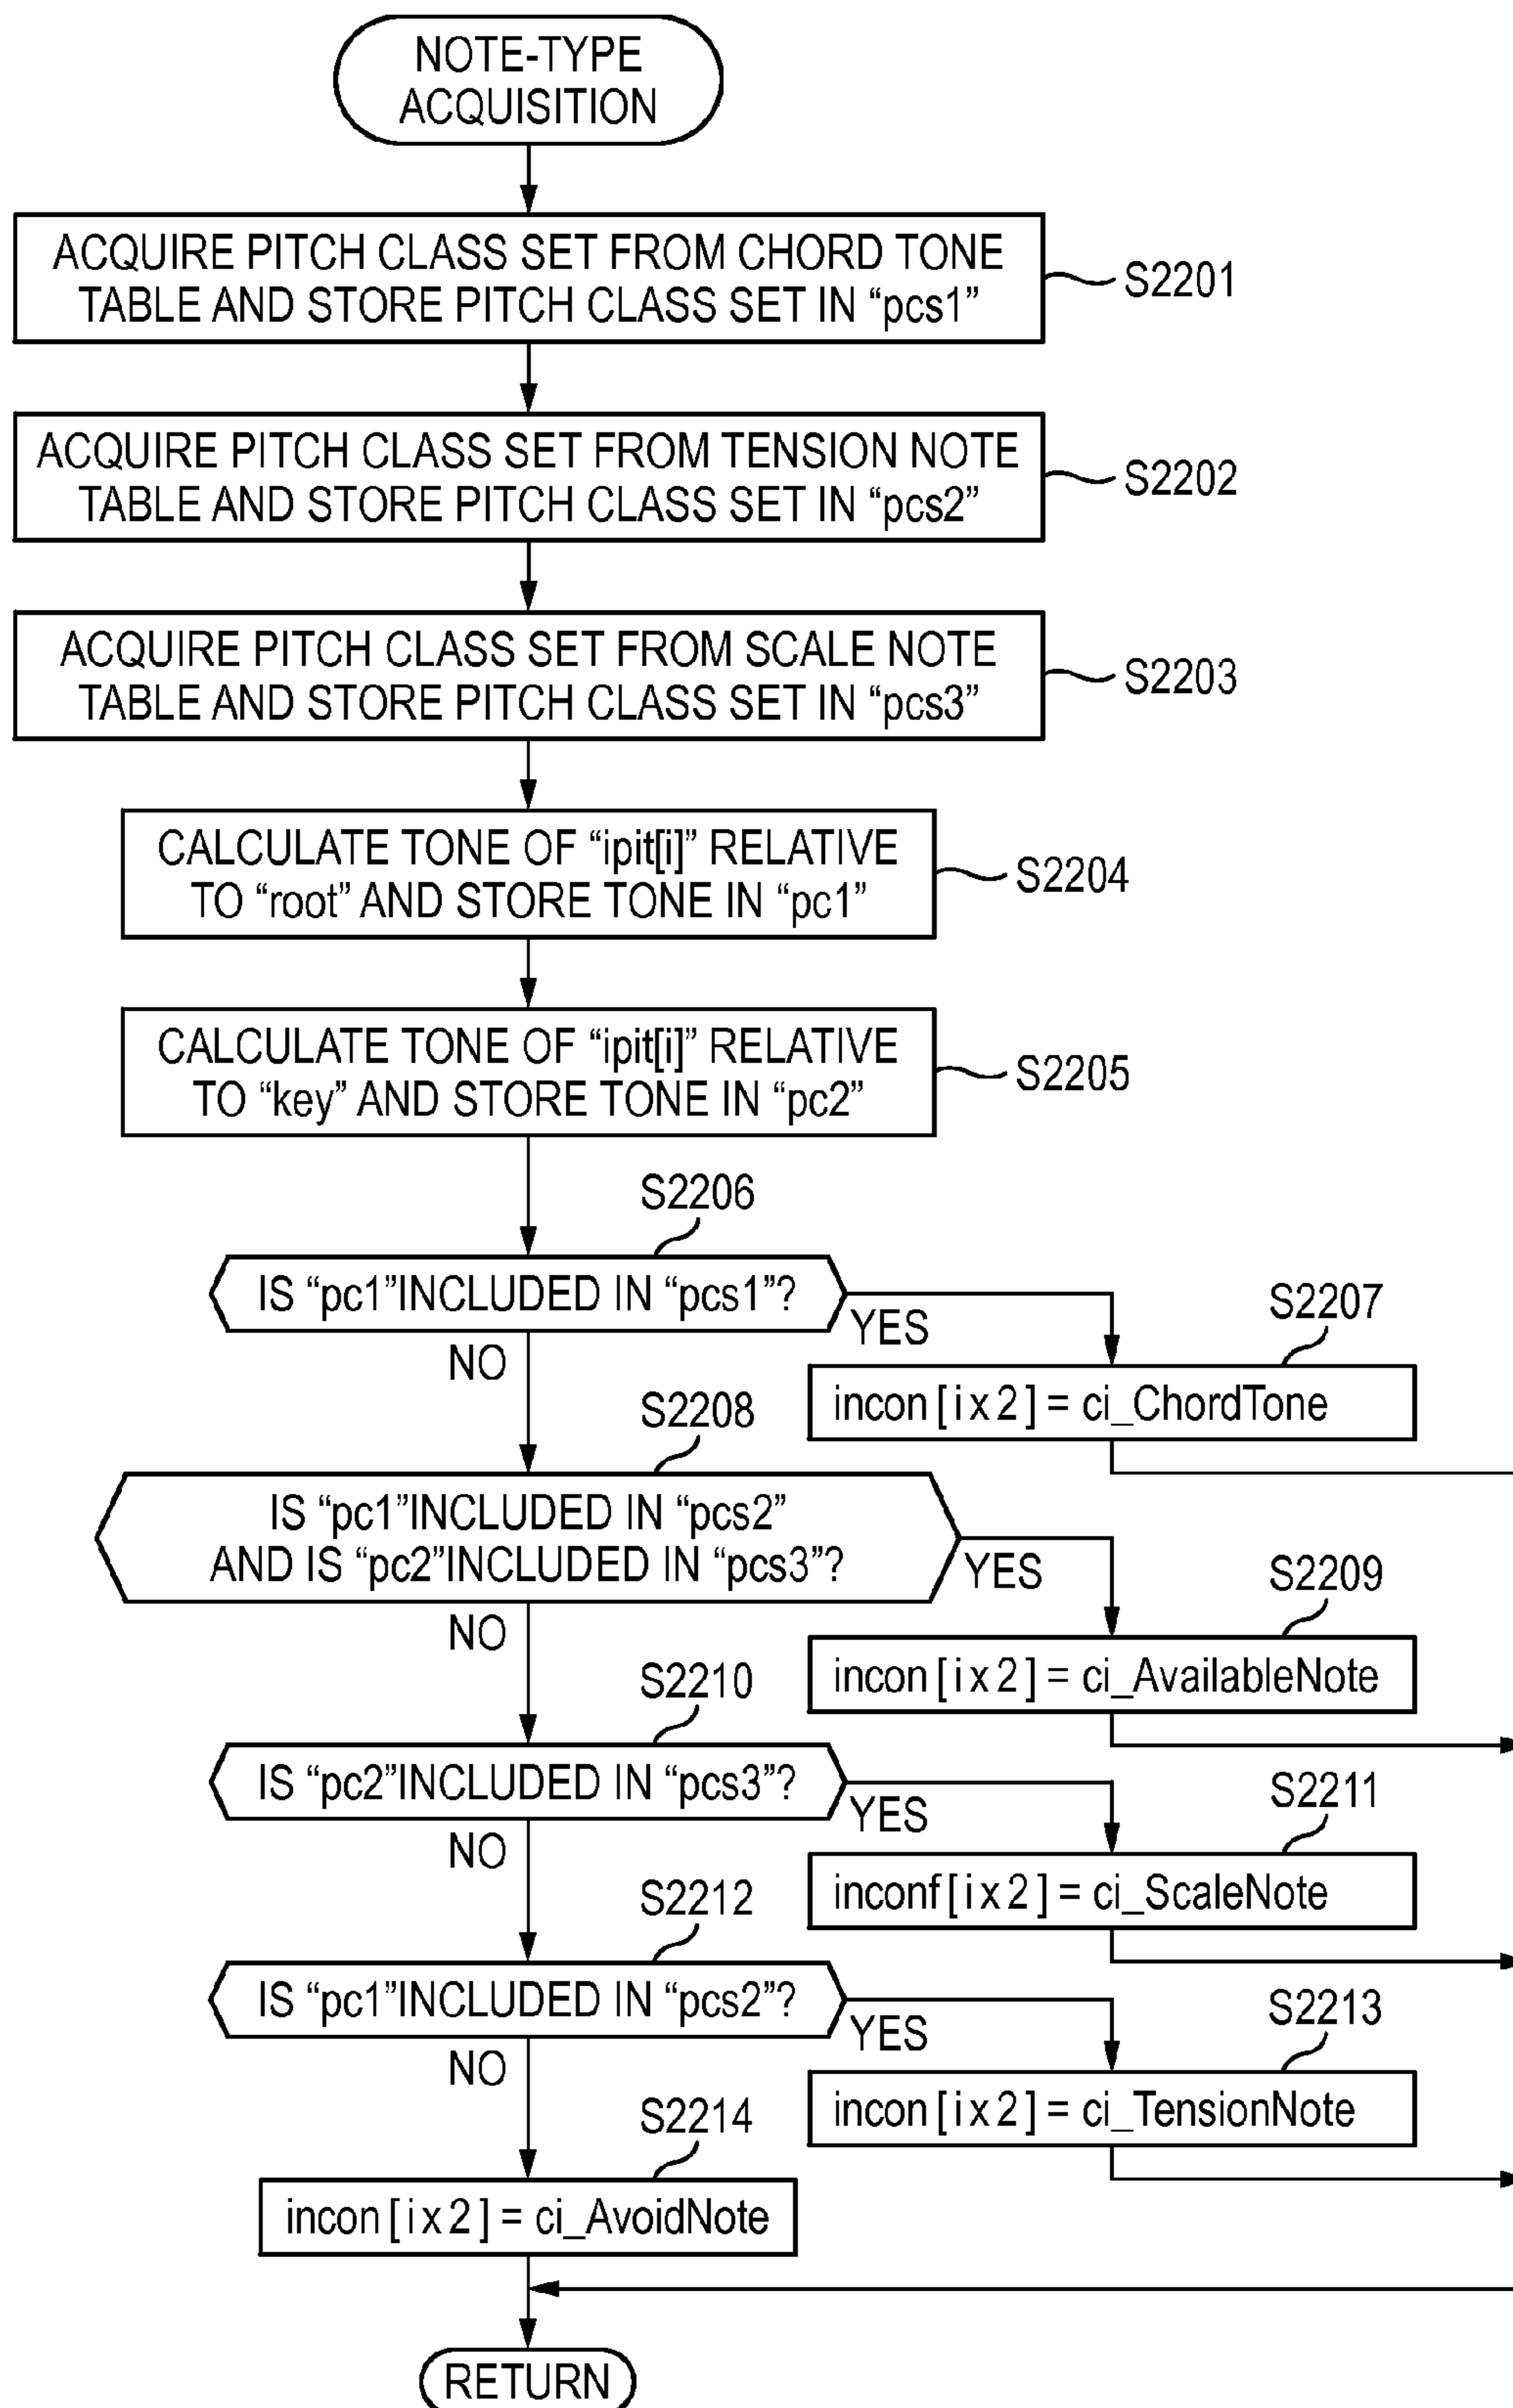 NOTE-TYPE
ACQUISITION
ACQUIRE PITCH CLASS SET FROM CHORD TONE
TABLE AND STORE PITCH CLASS SET IN “pcs1”
S2201
ACQUIRE PITCH CLASS SET FROM TENSION NOTE
TABLE AND STORE PITCH CLASS SET IN “pcs2”
S2202
ACQUIRE PITCH CLASS SET FROM SCALE NOTE
TABLE AND STORE PITCH CLASS SET IN “pcs3”
S2203
CALCULATE TONE OF “ipit[i]” RELATIVE
TO “root” AND STORE TONE IN “pc1”
S2204
CALCULATE TONE OF “ipit[i]” RELATIVE
TO “key” AND STORE TONE IN “pc2”
S2205
S2206
IS “pc1”INCLUDED IN “pcs1”?
YES
NO
S2207
incon [ i x 2 ] = ci_ChordTone
S2208
IS “pc1”INCLUDED IN “pcs2”
AND IS “pc2”INCLUDED IN “pcs3”?
YES
NO
S2209
incon [ i x 2 ] = ci_AvailableNote
S2210
IS “pc2”INCLUDED IN “pcs3”?
YES
NO
S2211
inconf [ i x 2 ] = ci_ScaleNote
S2212
IS “pc1”INCLUDED IN “pcs2”?
YES
NO
S2213
incon [ i x 2 ] = ci_TensionNote
S2214
incon [ i x 2 ] = ci_AvoidNote
RETURN